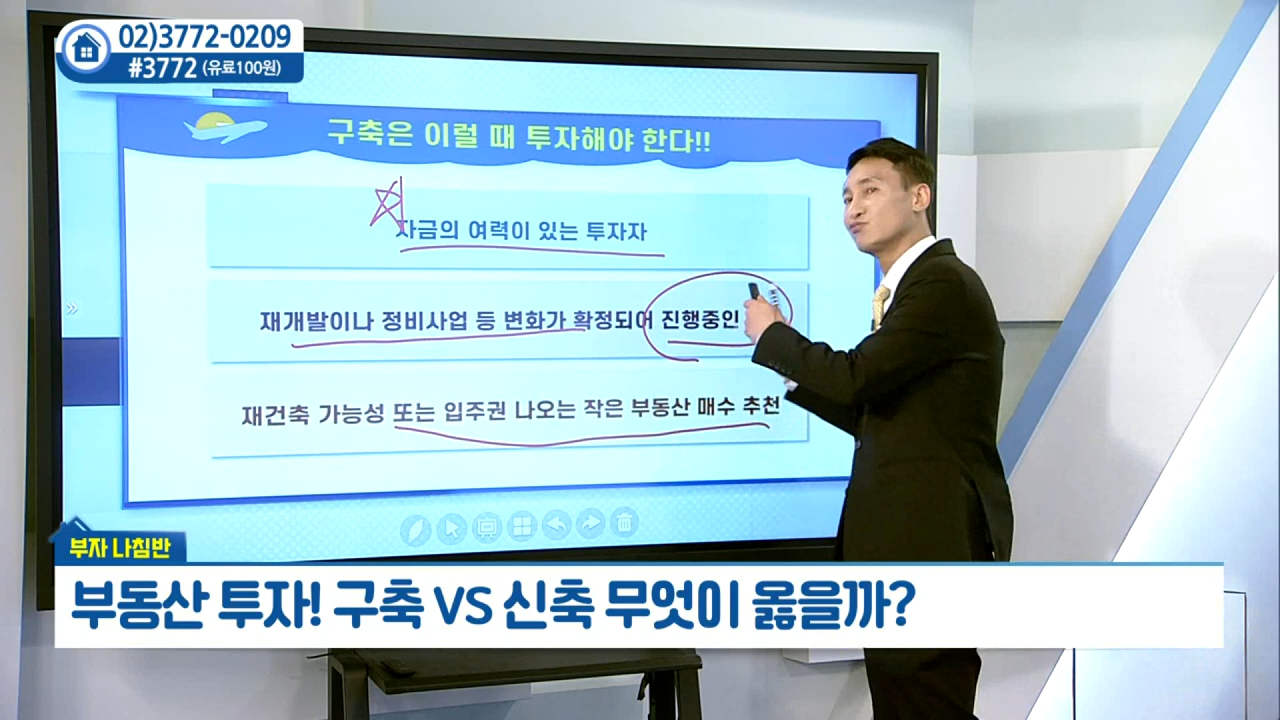 02)3772-0209
#3772 (유료100원)
구축은 이럴 때 투자해야 한다!!
자금의 여력이 있는 투자자
재개발이나 정비사업 등 변화가 확정되어 진행중인
재건축 가능성 또는 입주권 나오는 작은 부동산 매수 추천
부자 나침반
부동산 투자! 구축 VS 신축 무엇이 옳을까?